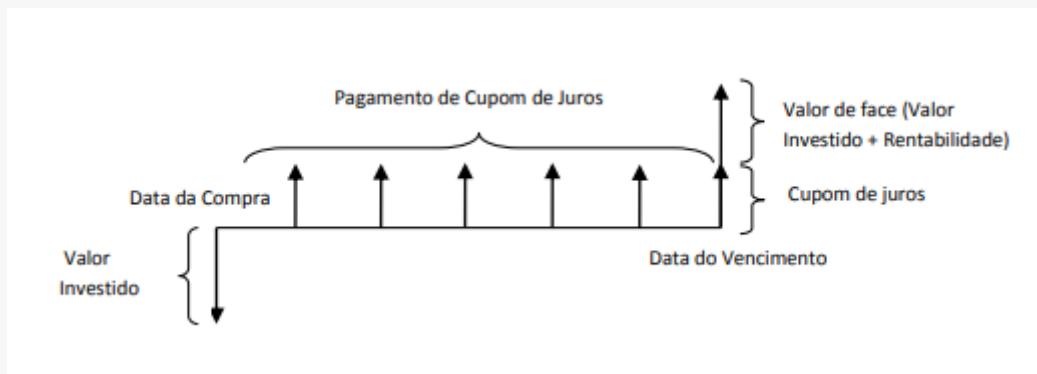 Pagamento de Cupom de Juros
Valor de face (Valor
Investido + Rentabilidade)
Data da Compra
Cupom de juros
Valor
Investido
Data do Vencimento